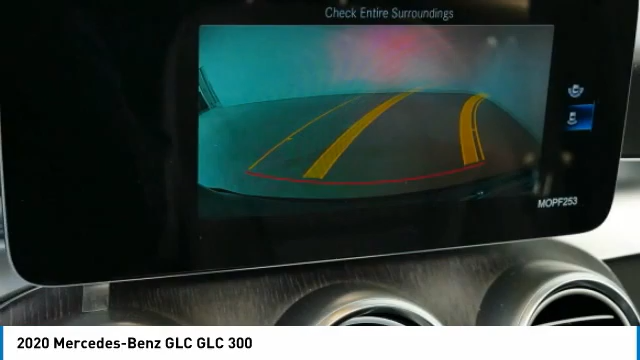 Check Entire Surroundings
MOPF253
2020 Mercedes-Benz GLC GLC 300